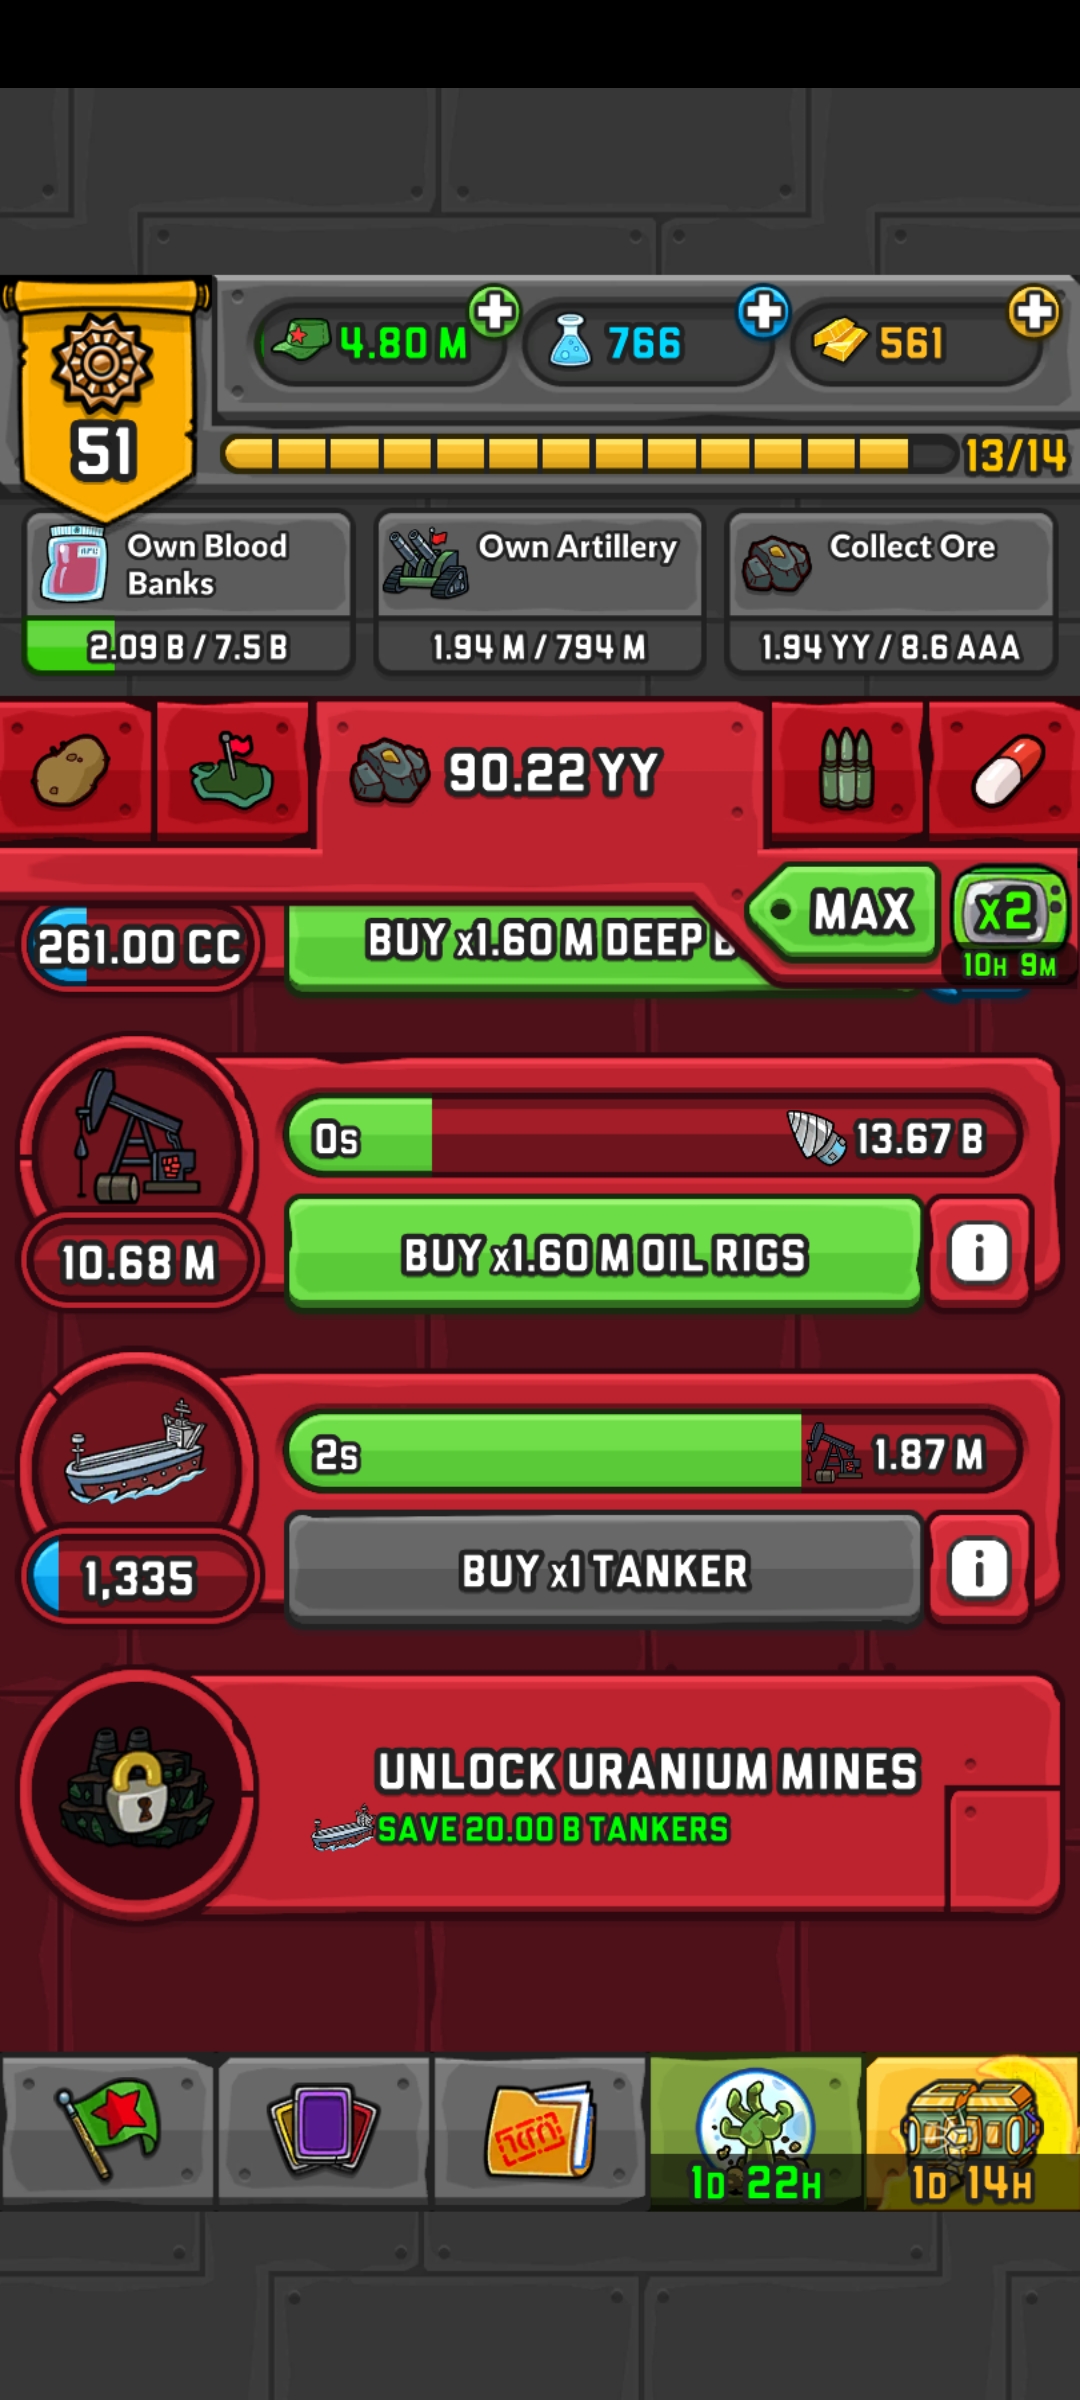 51
4.80 M
766
561
13/14
Own Blood
Banks
2.09 B / 7.5 B
Own Artillery
1.94 M / 794 M
Collect Ore
1.94 YY / 8.6 AAA
90.22 YY
MAX
x2
10H 9M
261.00 CC
BUY x1.60 M DEEP
0s
13.67 B
10.68 M
BUY x1.60 M OIL RIGS
i
2s
1.87 M
1,335
BUY x1 TANKER
i
UNLOCK URANIUM MINES
SAVE 20.00 B TANKERS
1D 22H
1D 14H